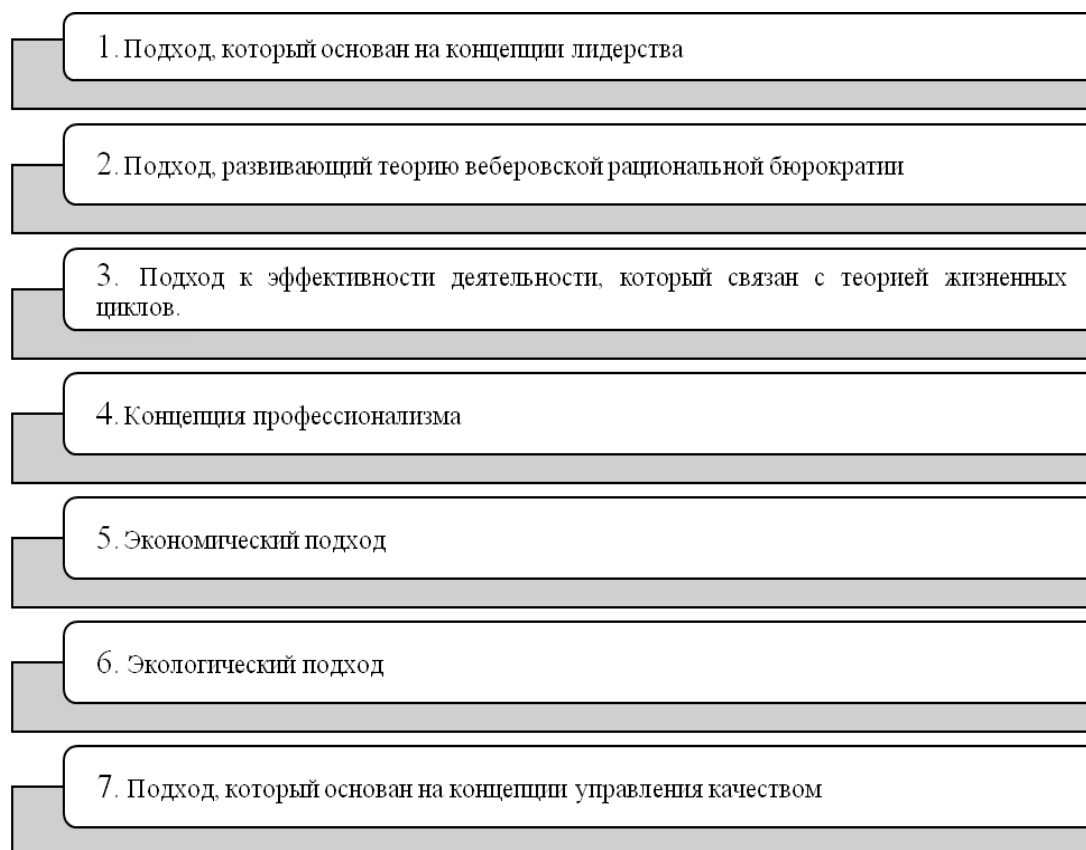 1. Подход, который основан на концепции лидерства
2. Подход, развивающий теорию веберовской рациональной бюрократии
3. Подход к эффективности деятельности, который связан с теорией жизненных
циклов.
4. Концепция профессионализма
5. Экономический подход
6. Экологический подход
7. Подход, который основан на концепции управления качеством